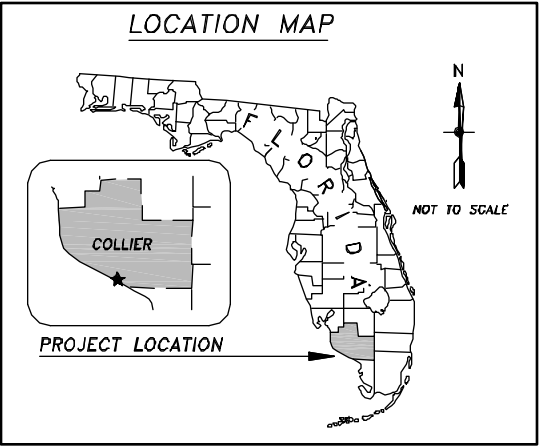 LOCATION MAP
N
FLORIDA
NOT TO SCALE
COLLIER
PROJECT LOCATION